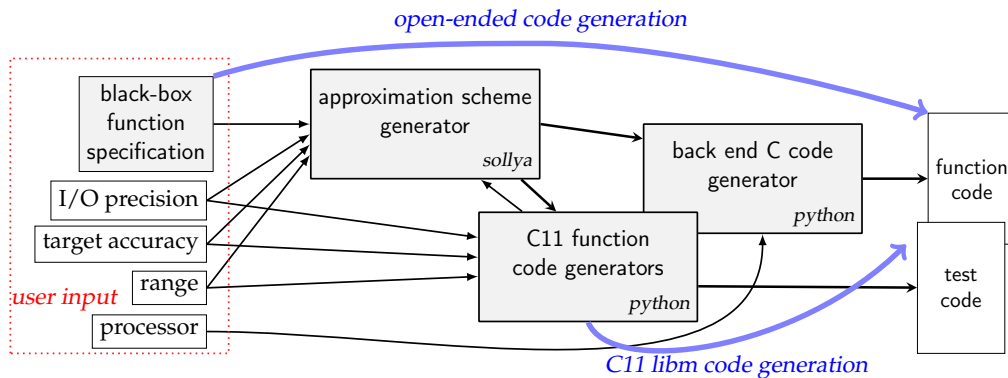 open-ended code generation
black-box
function
specification
approximation scheme
generator
sollya
back end C code
generator
python
function
code
I/O precision
target accuracy
range
user input
processor
C11 function
code generators
python
test
code
C11 libm code generation